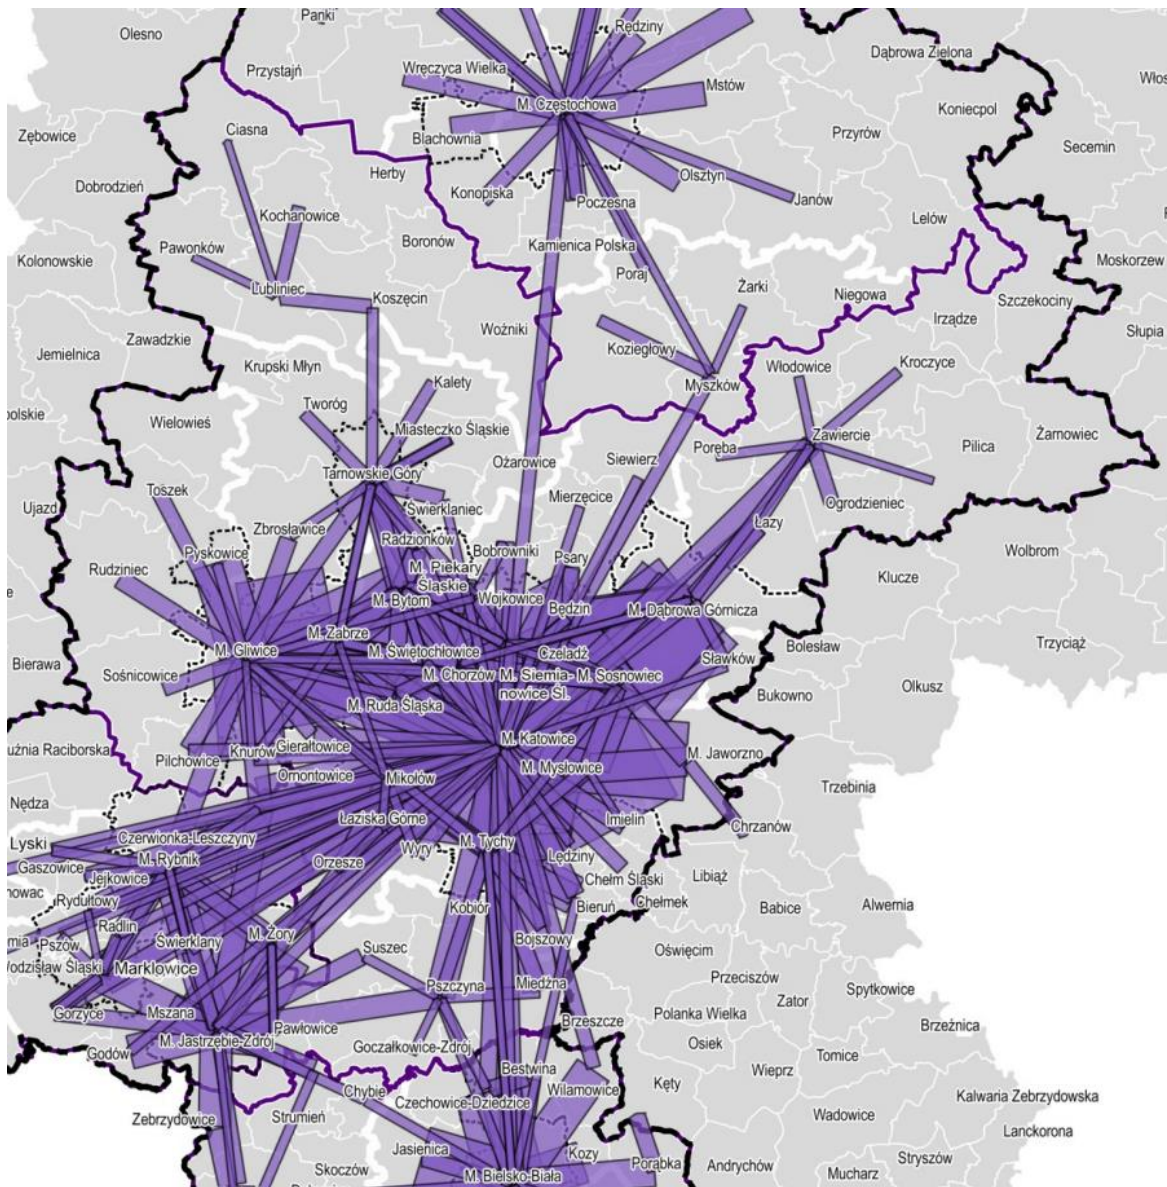 Panki
Olesno
Rędziny
Dąbrowa Zielona
Przystajń
Wręczyca Wielka
Mstów
M. Częstochowa
Koniecpol
Ciasna
Zębowice
Blachownia
Przyrów
Secemin
Herby
Dobrodzień
Konopiska
Olsztyn
Poczesna
Janów
Kochanowice
Lelów
Pawonków
Boronów
Kamienica Polska
Kolonowskie
Moskorzew
Poraj
Żarki
Lubliniec
Koszęcin
Niegowa
Szczekociny
Woźniki
Irządze
Zawadzkie
Słupia
Jemielnica
Koziegłowy
Krupski Młyn
Włodowice
Kroczyce
Kalety
Myszków
Tworóg
Wielowieś
Miasteczko Śląskie
Zawiercie
Żarnowiec
Poręba
Pilica
Siewierz
Ożarowice
Tarnowskie Góry
Toszek
Mierzęcice
Ogrodzieniec
Ujazd
Świerklaniec
Zbrosławice
Łazy
Radzionków
Bobrowniki
Pyskowice
Psary
Wolbrom
M. Piekary
Śląskie
Rudziniec
Klucze
M. Bytom
Wojkowice
Będzin
M. Dąbrowa Górnicza
M. Zabrze
Trzyciąż
M. Gliwice
M. Świętochłowice
Czeladź
Bolesław
Bierawa
Sławków
Sośnicowice
M. Chorzów
M. Siemia-
nowice Śl.
M. Sosnowiec
Olkusz
Bukowno
M. Ruda Śląska
M. Katowice
Knurów
Gierałtowice
M. Jaworzno
Pilchowice
M. Mysłowice
Ornontowice
Mikołów
Trzebinia
Nędza
Łaziska Górne
Imielin
Chrzanów
Czerwionka-Leszczyny
Lyski
Wyry
M. Tychy
M. Rybnik
Orzesze
Lędziny
Gaszowice
Libiąż
Jejkowice
Chełm Śląski
Rydułtowy
Kobiór
Bieruń
Chełmek
Babice
Alwernia
Radlin
M. Żory
Pszów
Świerklany
Suszec
Bojszowy
Oświęcim
Marklowice
Przeciszów
Pszczyna
Miedźna
Spytkowice
Zator
Gorzyce
Mszana
Polanka Wielka
Pawłowice
Brzeszcze
Brzeźnica
M. Jastrzębie-Zdrój
Osiek
Goczałkowice-Zdrój
Godów
Tomice
Bestwina
Wieprz
Chybie
Wilamowice
Kęty
Czechowice-Dziedzice
Kalwaria Zebrzydowska
Zebrzydowice
Strumień
Wadowice
Lanckorona
Jasienica
Kozy
Stryszów
Skoczów
Porąbka
Andrychów
M. Bielsko-Biała
Mucharz